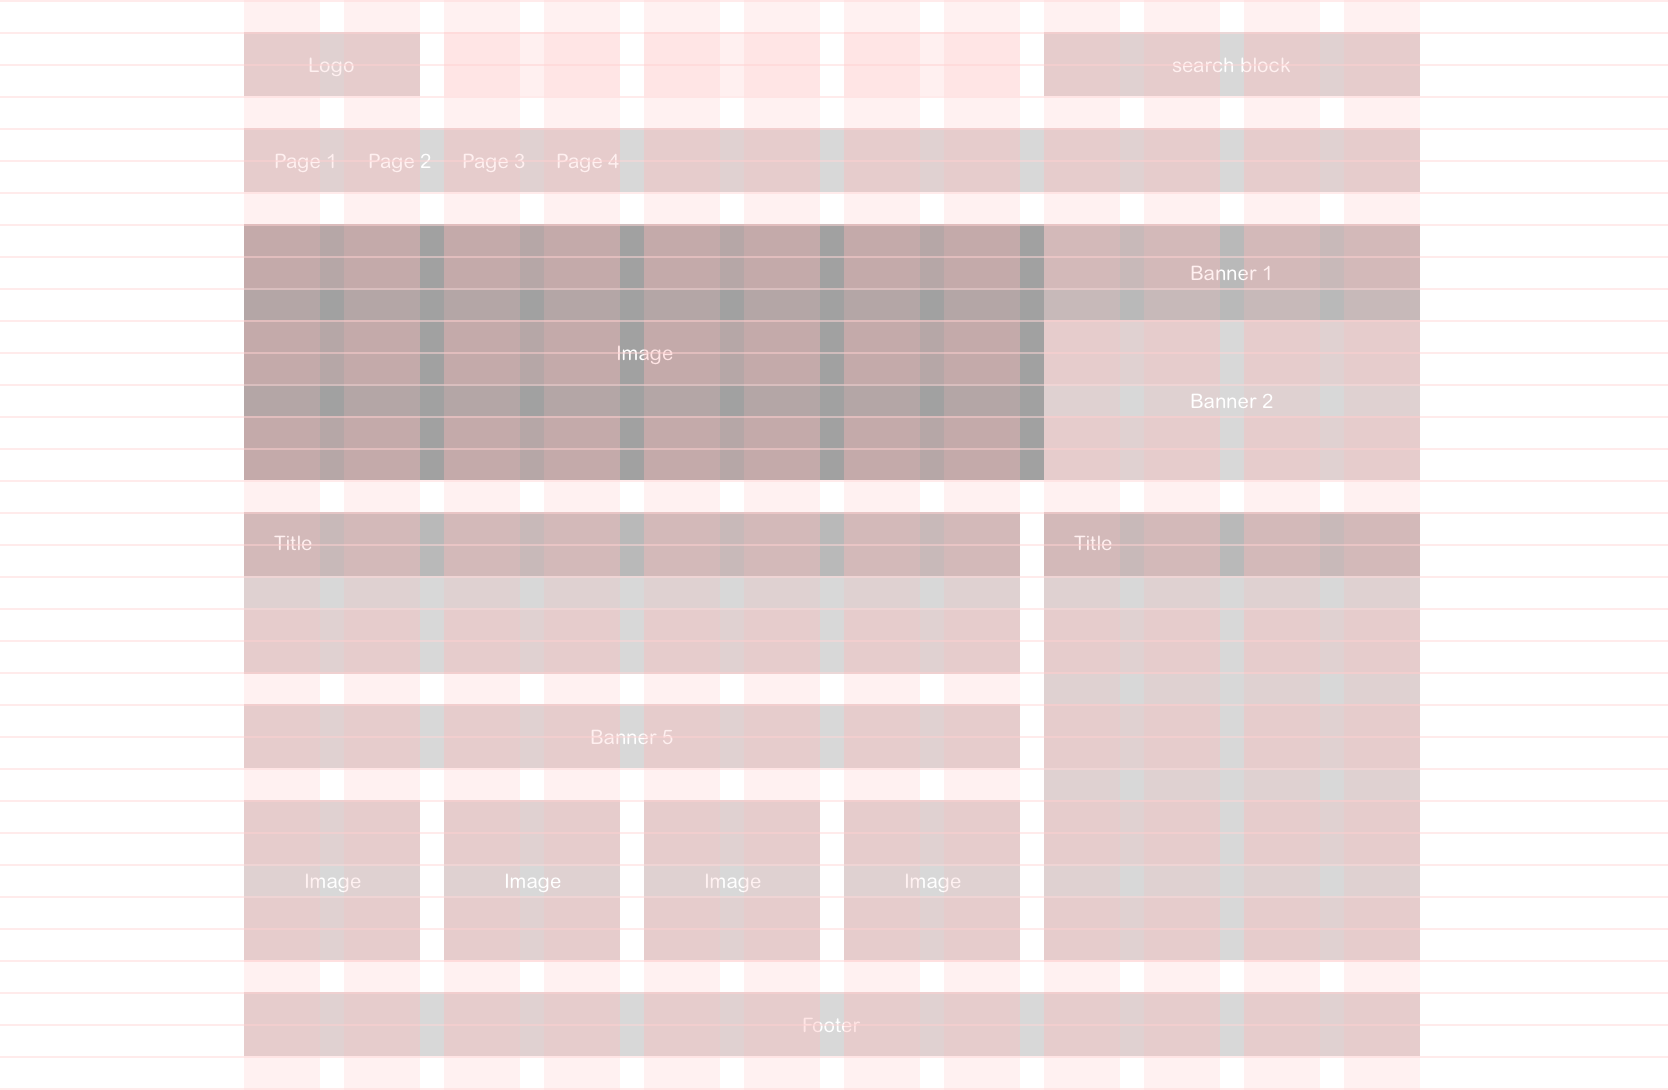 Logo
search block
Page 1 Page 2 Page 3 Page 4
Banner 1
Image
Banner 2
Title
Title
Banner 5
Image Image Image Image
Footer